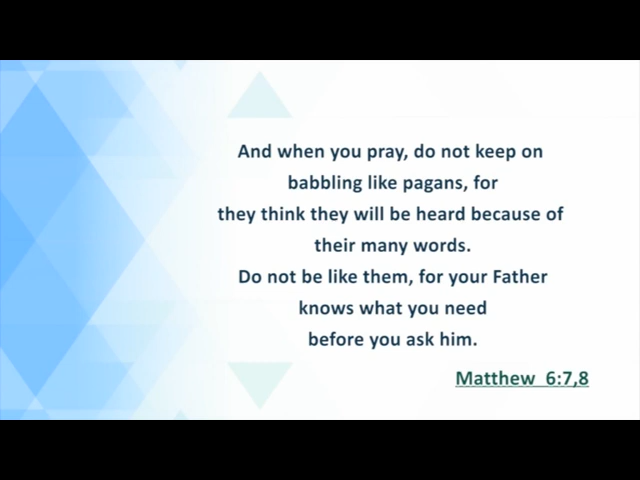 And when you pray, do not keep on
babbling like pagans, for
they think they will be heard because of
their many words.
Do not be like them, for your Father
knows what you need
before you ask him.
Matthew  6:7,8